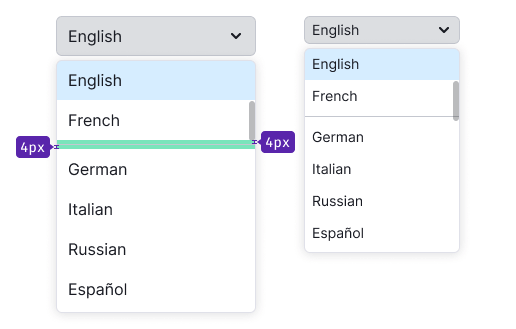 English
English
French
4px
4px
German
Italian
Russian
Español
English
English
French
German
Italian
Russian
Español